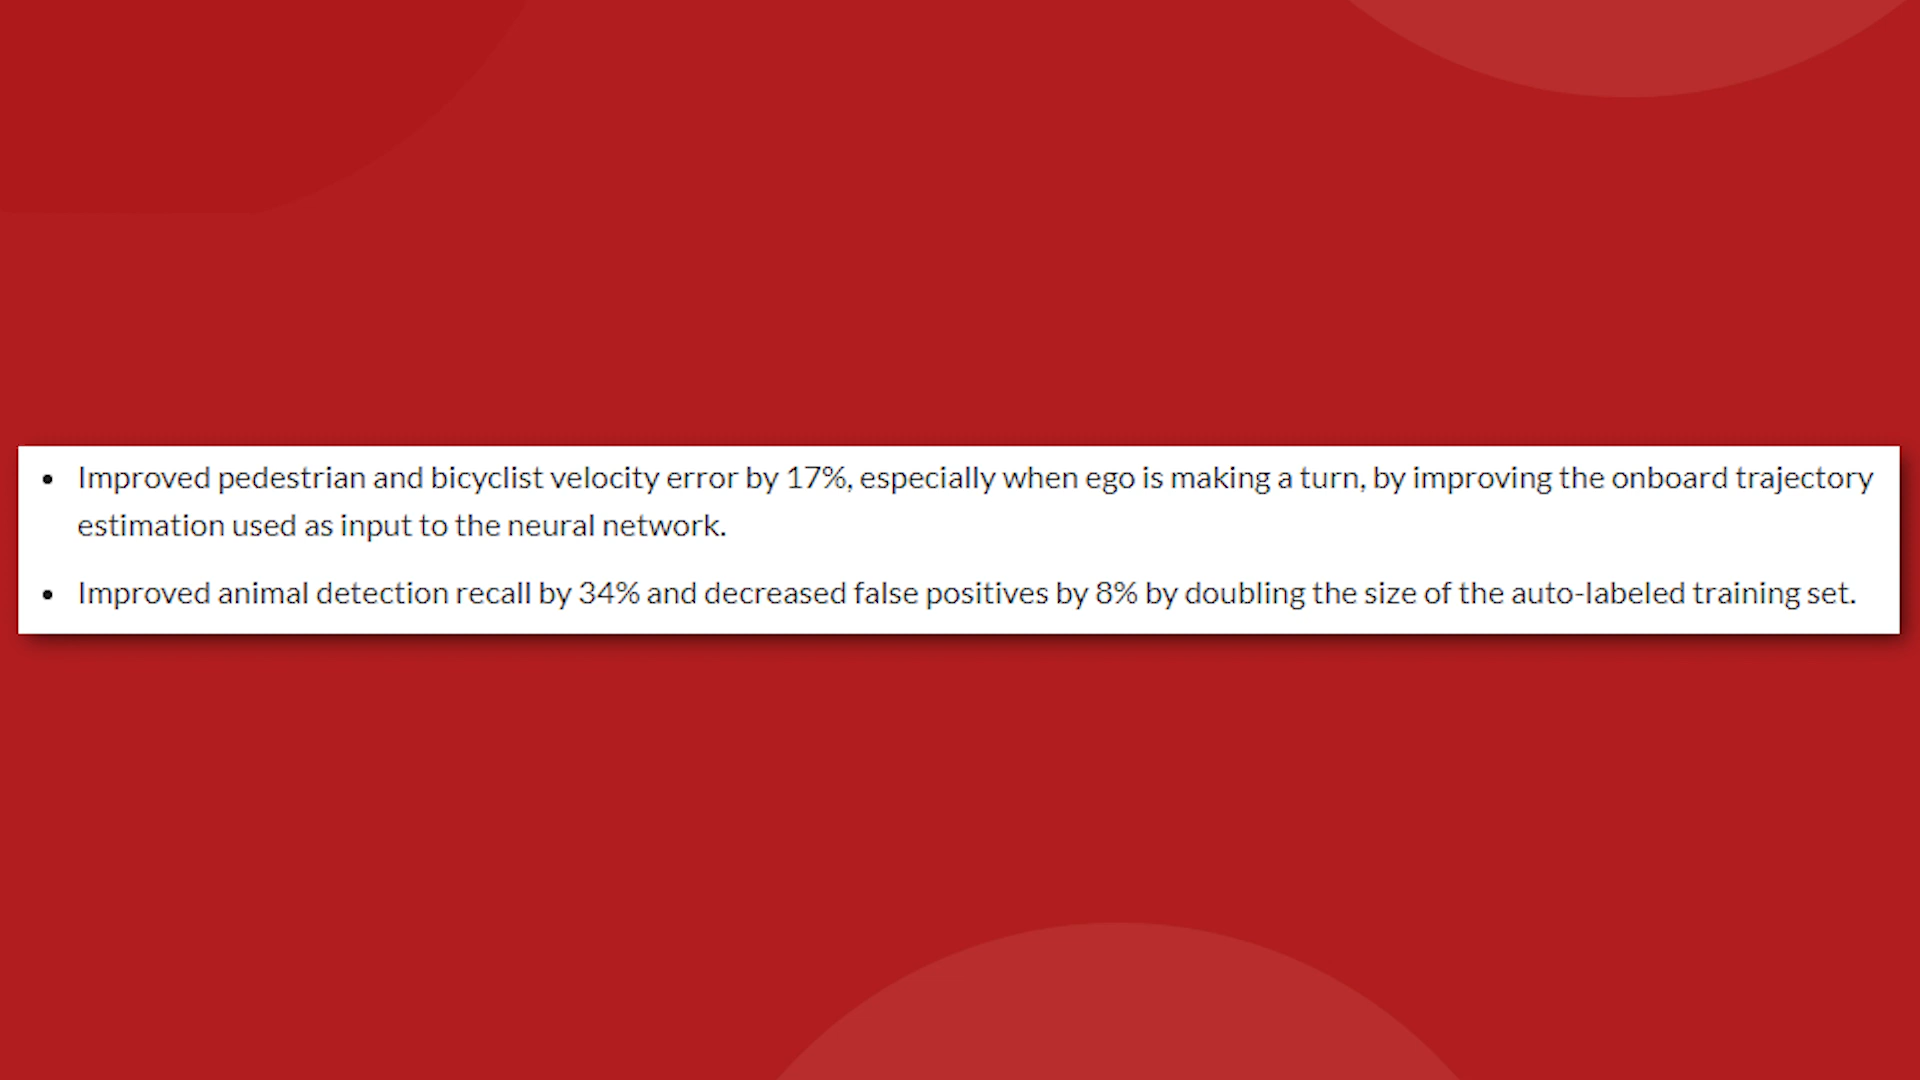 • Improved pedestrian and bicyclist velocity error by 17%, especially when ego is making a turn, by improving the onboard trajectory
estimation used as input to the neural network.
• Improved animal detection recall by 34% and decreased false positives by 8% by doubling the size of the auto-labeled training set.